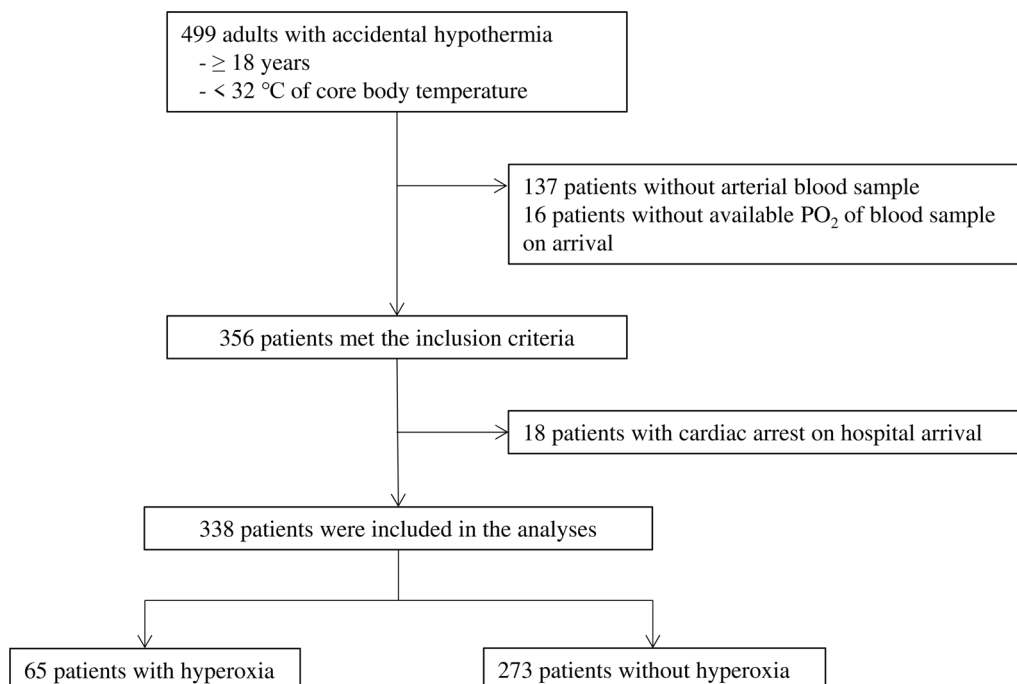 499 adults with accidental hypothermia
- ≥ 18 years
- < 32 ℃ of core body temperature
137 patients without arterial blood sample
16 patients without available PO₂ of blood sample
on arrival
356 patients met the inclusion criteria
18 patients with cardiac arrest on hospital arrival
338 patients were included in the analyses
65 patients with hyperoxia
273 patients without hyperoxia